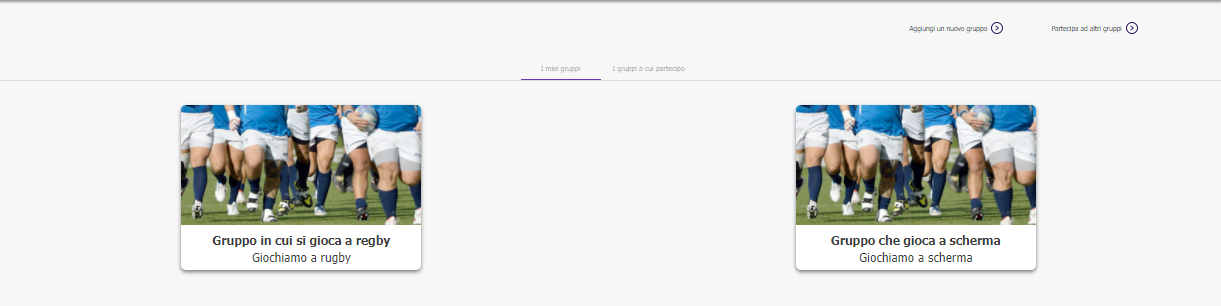 Aggiungi un nuovo gruppo
Partecipa ad altri gruppi
I miei gruppi
I gruppi a cui partecipo
Gruppo in cui si gioca a regby
Giochiamo a rugby
Gruppo che gioca a scherma
Giochiamo a scherma